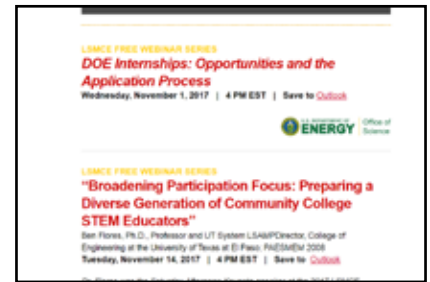 LSMCE FREE WEBINAR SERIES
DOE Internships: Opportunities and the
Application Process
Wednesday, November 1, 2017 | 4 PM EST | Save to Outlook
U.S. DEPARTMENT OF
ENERGY
Office of
Science
LSMCE FREE WEBINAR SERIES
"Broadening Participation Focus: Preparing a
Diverse Generation of Community College
STEM Educators"
Ben Flores, Ph.D., Professor and UT System LSAMPDirector, College of
Engineering at the University of Texas at El Paso, PAESMEM 2008
Tuesday, November 14, 2017 | 4 PM EST | Save to Outlook